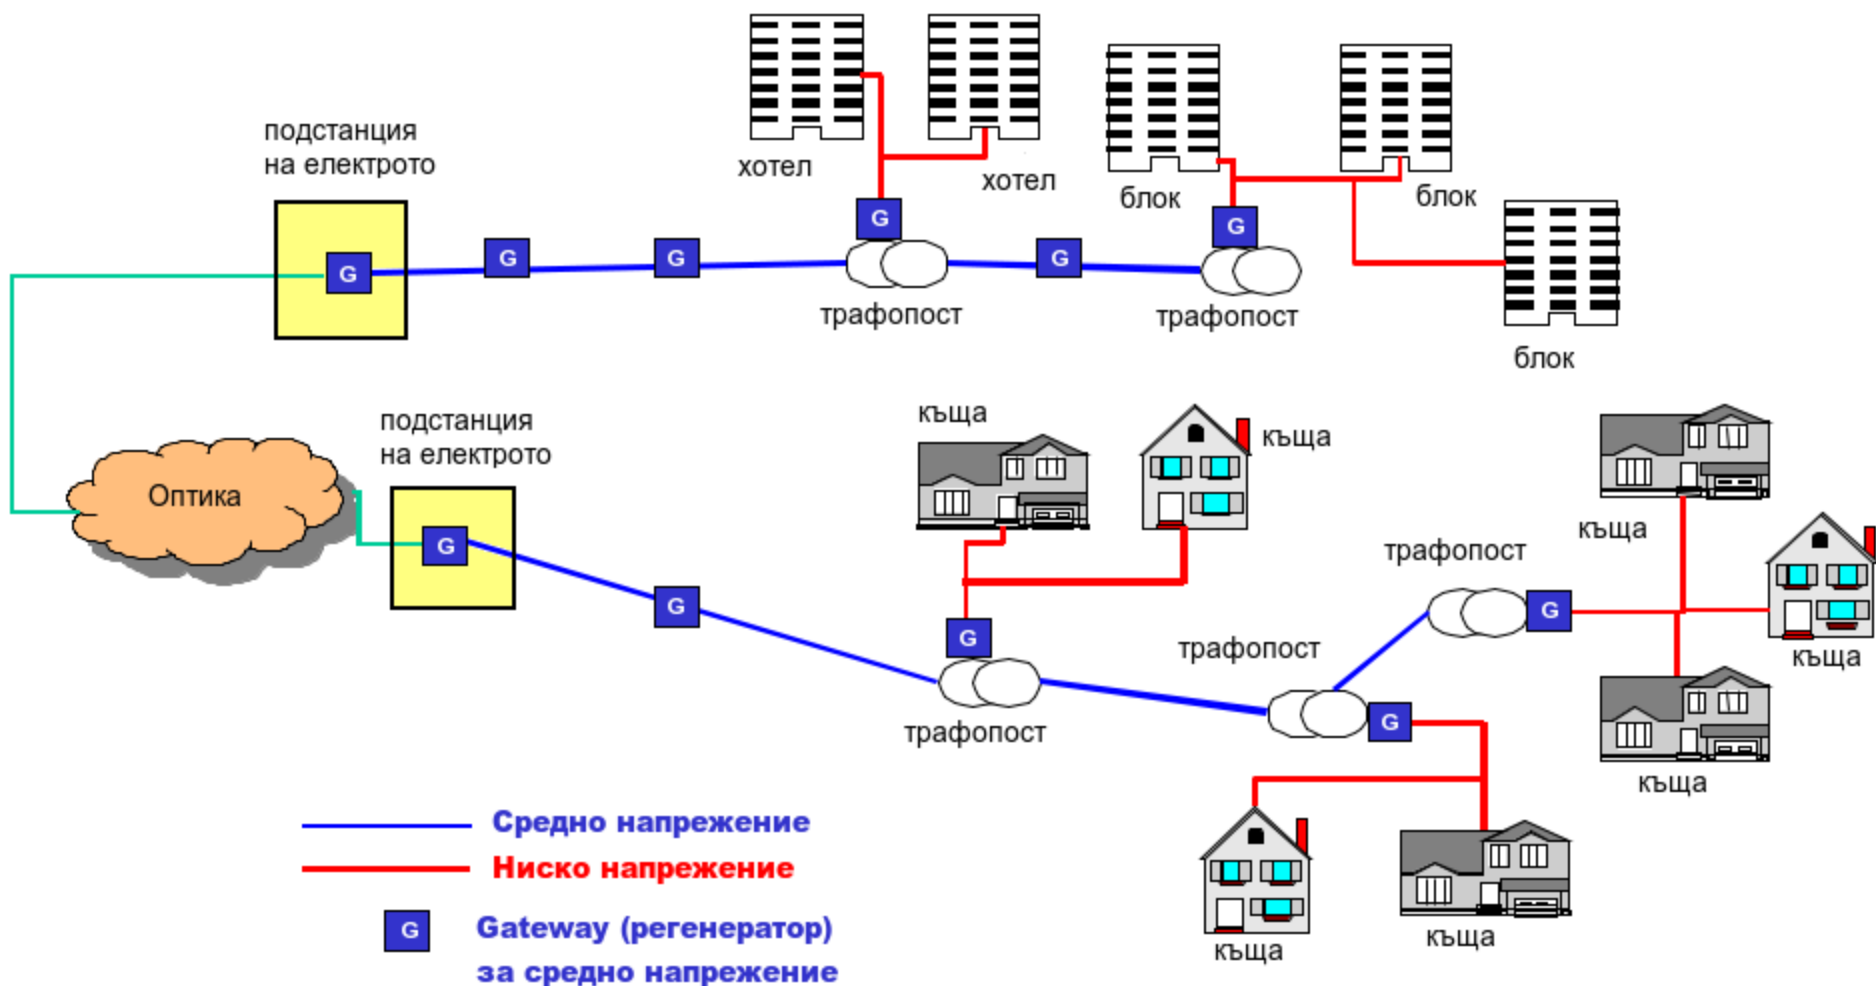 подстанция
на електрото
хотел
хотел
блок
блок
блок
G
G
G
G
G
G
трафопост
трафопост
Оптика
подстанция
на електрото
G
G
къща
къща
G
трафопост
трафопост
G
трафопост
G
къща
къща
къща
къща
къща
Средно напрежение
Ниско напрежение
G
Gateway (регенератор)
за средно напрежение